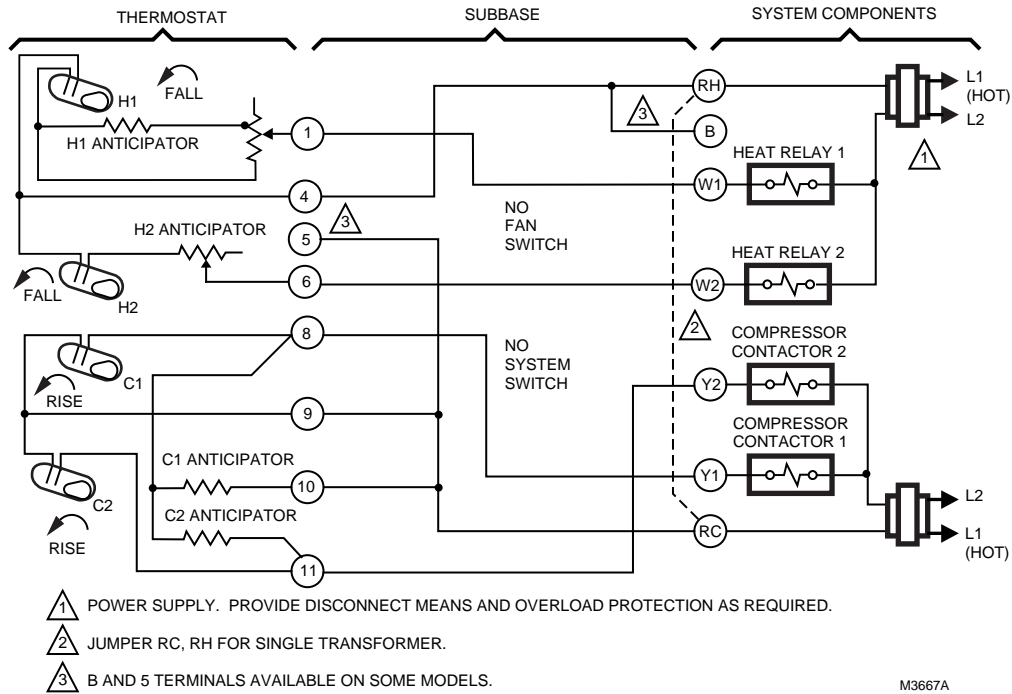 THERMOSTAT
SUBBASE
SYSTEM COMPONENTS
H1
FALL
H1 ANTICIPATOR
1
4
H2 ANTICIPATOR
3
5
6
FALL
H2
8
C1
RISE
9
C1 ANTICIPATOR
10
C2
C2 ANTICIPATOR
RISE
11
NO
FAN
SWITCH
NO
SYSTEM
SWITCH
RH
3
B
W1
W2
2
Y2
Y1
RC
L1
(HOT)
L2
1
HEAT RELAY 1
HEAT RELAY 2
COMPRESSOR
CONTACTOR 2
COMPRESSOR
CONTACTOR 1
L2
L1
(HOT)
1 POWER SUPPLY. PROVIDE DISCONNECT MEANS AND OVERLOAD PROTECTION AS REQUIRED.
2 JUMPER RC, RH FOR SINGLE TRANSFORMER.
3 B AND 5 TERMINALS AVAILABLE ON SOME MODELS.
M3667A